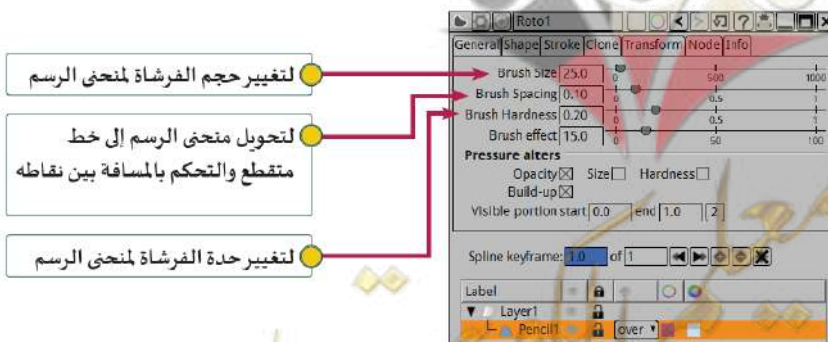 Roto1
General Shape Stroke Clone Transform Node Info
لتغيير حجم الفرشاة لمنحنى الرسم
Brush Size 25.0 0 500 1000
لتحويل منحنى الرسم إلى خط
متقطع والتحكم بالمسافة بين نقاطه
Brush Spacing 0.10 0 0.5 1
Brush Hardness 0.20 0 0.5 1
Brush effect 15.0 0 50 100
Pressure alters
Opacity Size Hardness
Build-up
Visible portion start 0.0 end 1.0 2
لتغيير حدة الفرشاة لمنحنى الرسم
Spline keyframe: 1.0 of 1
Label
Layer1
Pencil1 over